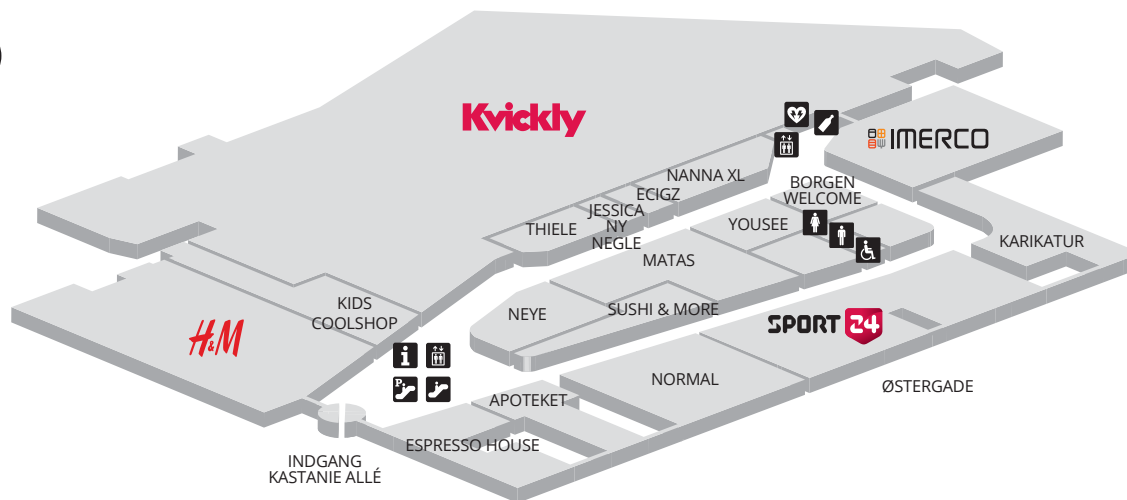 )
Kvickly
IMERCO
NANNA XL
ECIGZ
JESSICA
NY
NEGLE
THIELE
BORGEN
WELCOME
YOUSEE
KARIKATUR
MATAS
KIDS
COOLSHOP
NEYE
SUSHI & MORE
SPORT 24
H&M
i
P
NORMAL
ØSTERGADE
APOTEKET
ESPRESSO HOUSE
INDGANG
KASTANIE ALLÉ